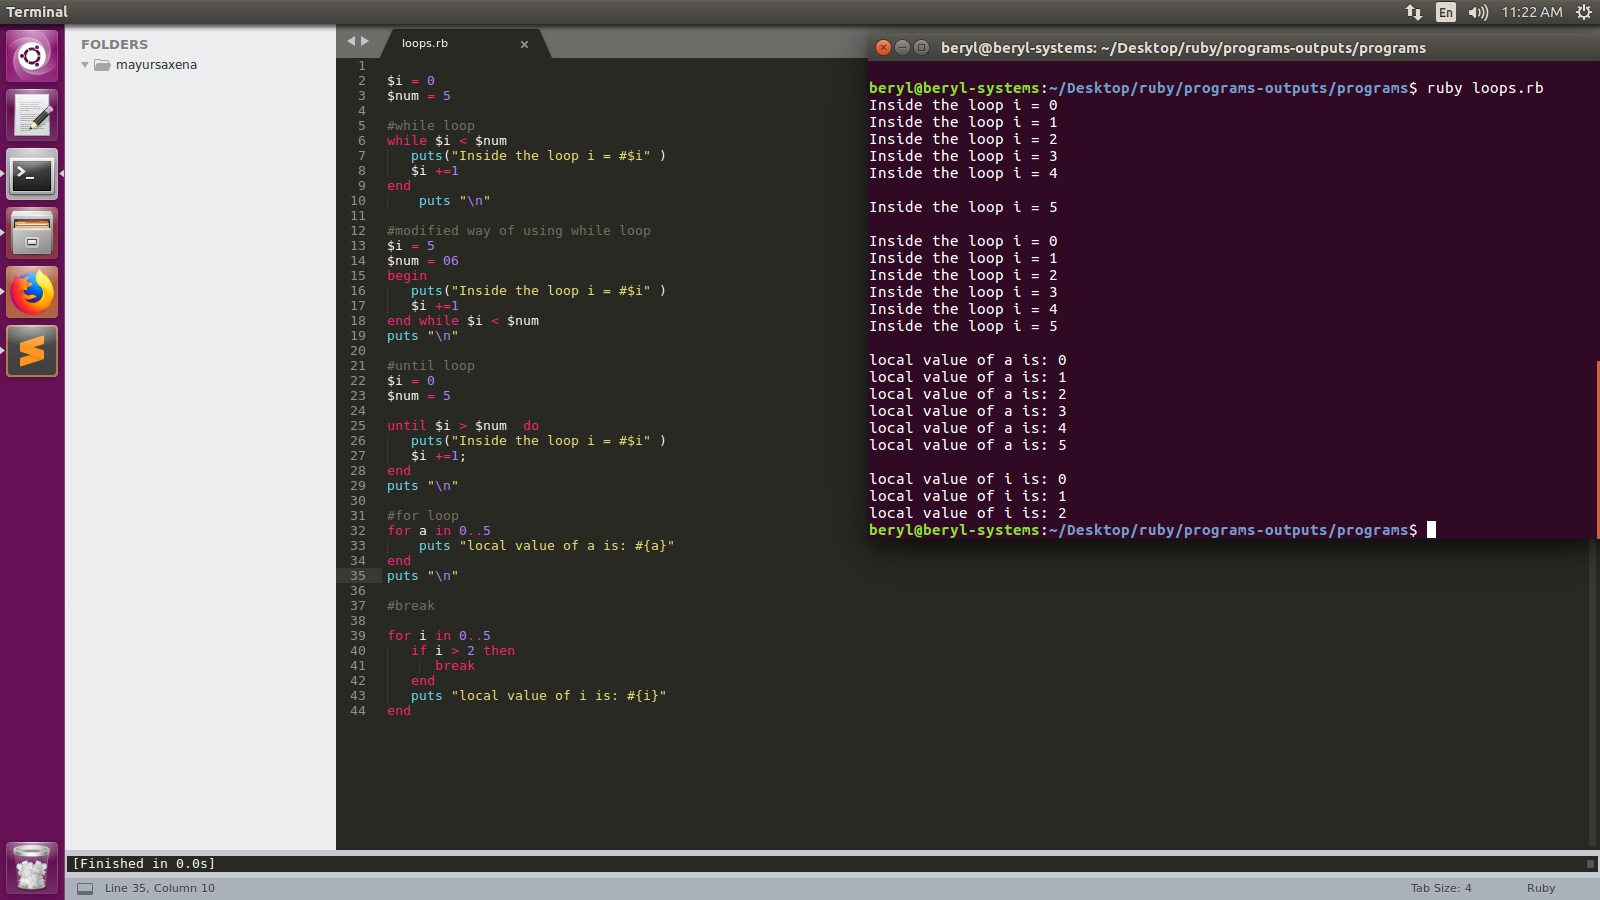 Terminal
En
11:22 AM
FOLDERS
mayursaxena
loops.rb
1
2 $i = 0
3 $num = 5
4
5 #while loop
6 while $i < $num
7    puts("Inside the loop i = #$i" )
8    $i +=1
9 end
10     puts "\n"
11
12 #modified way of using while loop
13 $i = 5
14 $num = 06
15 begin
16    puts("Inside the loop i = #$i" )
17    $i +=1
18 end while $i < $num
19 puts "\n"
20
21 #until loop
22 $i = 0
23 $num = 5
24
25 until $i > $num  do
26    puts("Inside the loop i = #$i" )
27    $i +=1;
28 end
29 puts "\n"
30
31 #for loop
32 for a in 0..5
33     puts "local value of a is: #{a}"
34 end
35 puts "\n"
36
37 #break
38
39 for i in 0..5
40    if i > 2 then
41       break
42    end
43    puts "local value of i is: #{i}"
44 end
beryl@beryl-systems: ~/Desktop/ruby/programs-outputs/programs
beryl@beryl-systems:~/Desktop/ruby/programs-outputs/programs$ ruby loops.rb
Inside the loop i = 0
Inside the loop i = 1
Inside the loop i = 2
Inside the loop i = 3
Inside the loop i = 4
Inside the loop i = 5
Inside the loop i = 0
Inside the loop i = 1
Inside the loop i = 2
Inside the loop i = 3
Inside the loop i = 4
Inside the loop i = 5
local value of a is: 0
local value of a is: 1
local value of a is: 2
local value of a is: 3
local value of a is: 4
local value of a is: 5
local value of i is: 0
local value of i is: 1
local value of i is: 2
beryl@beryl-systems:~/Desktop/ruby/programs-outputs/programs$
[Finished in 0.0s]
Line 35, Column 10
Tab Size: 4
Ruby